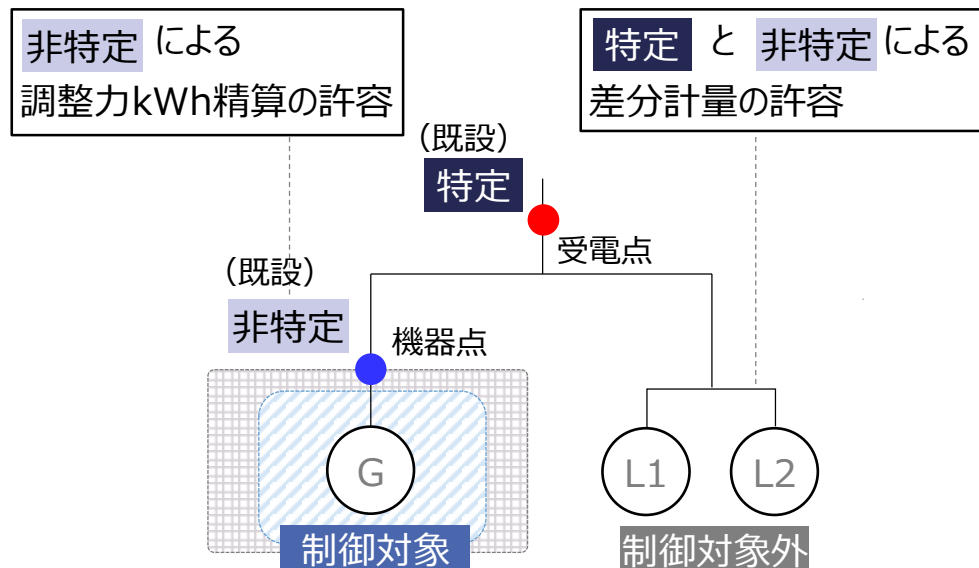 非特定 による
調整力kWh精算の許容
特定 と 非特定 による
差分計量の許容
（既設）
特定
受電点
（既設）
非特定
機器点
G
L1
L2
制御対象
制御対象外